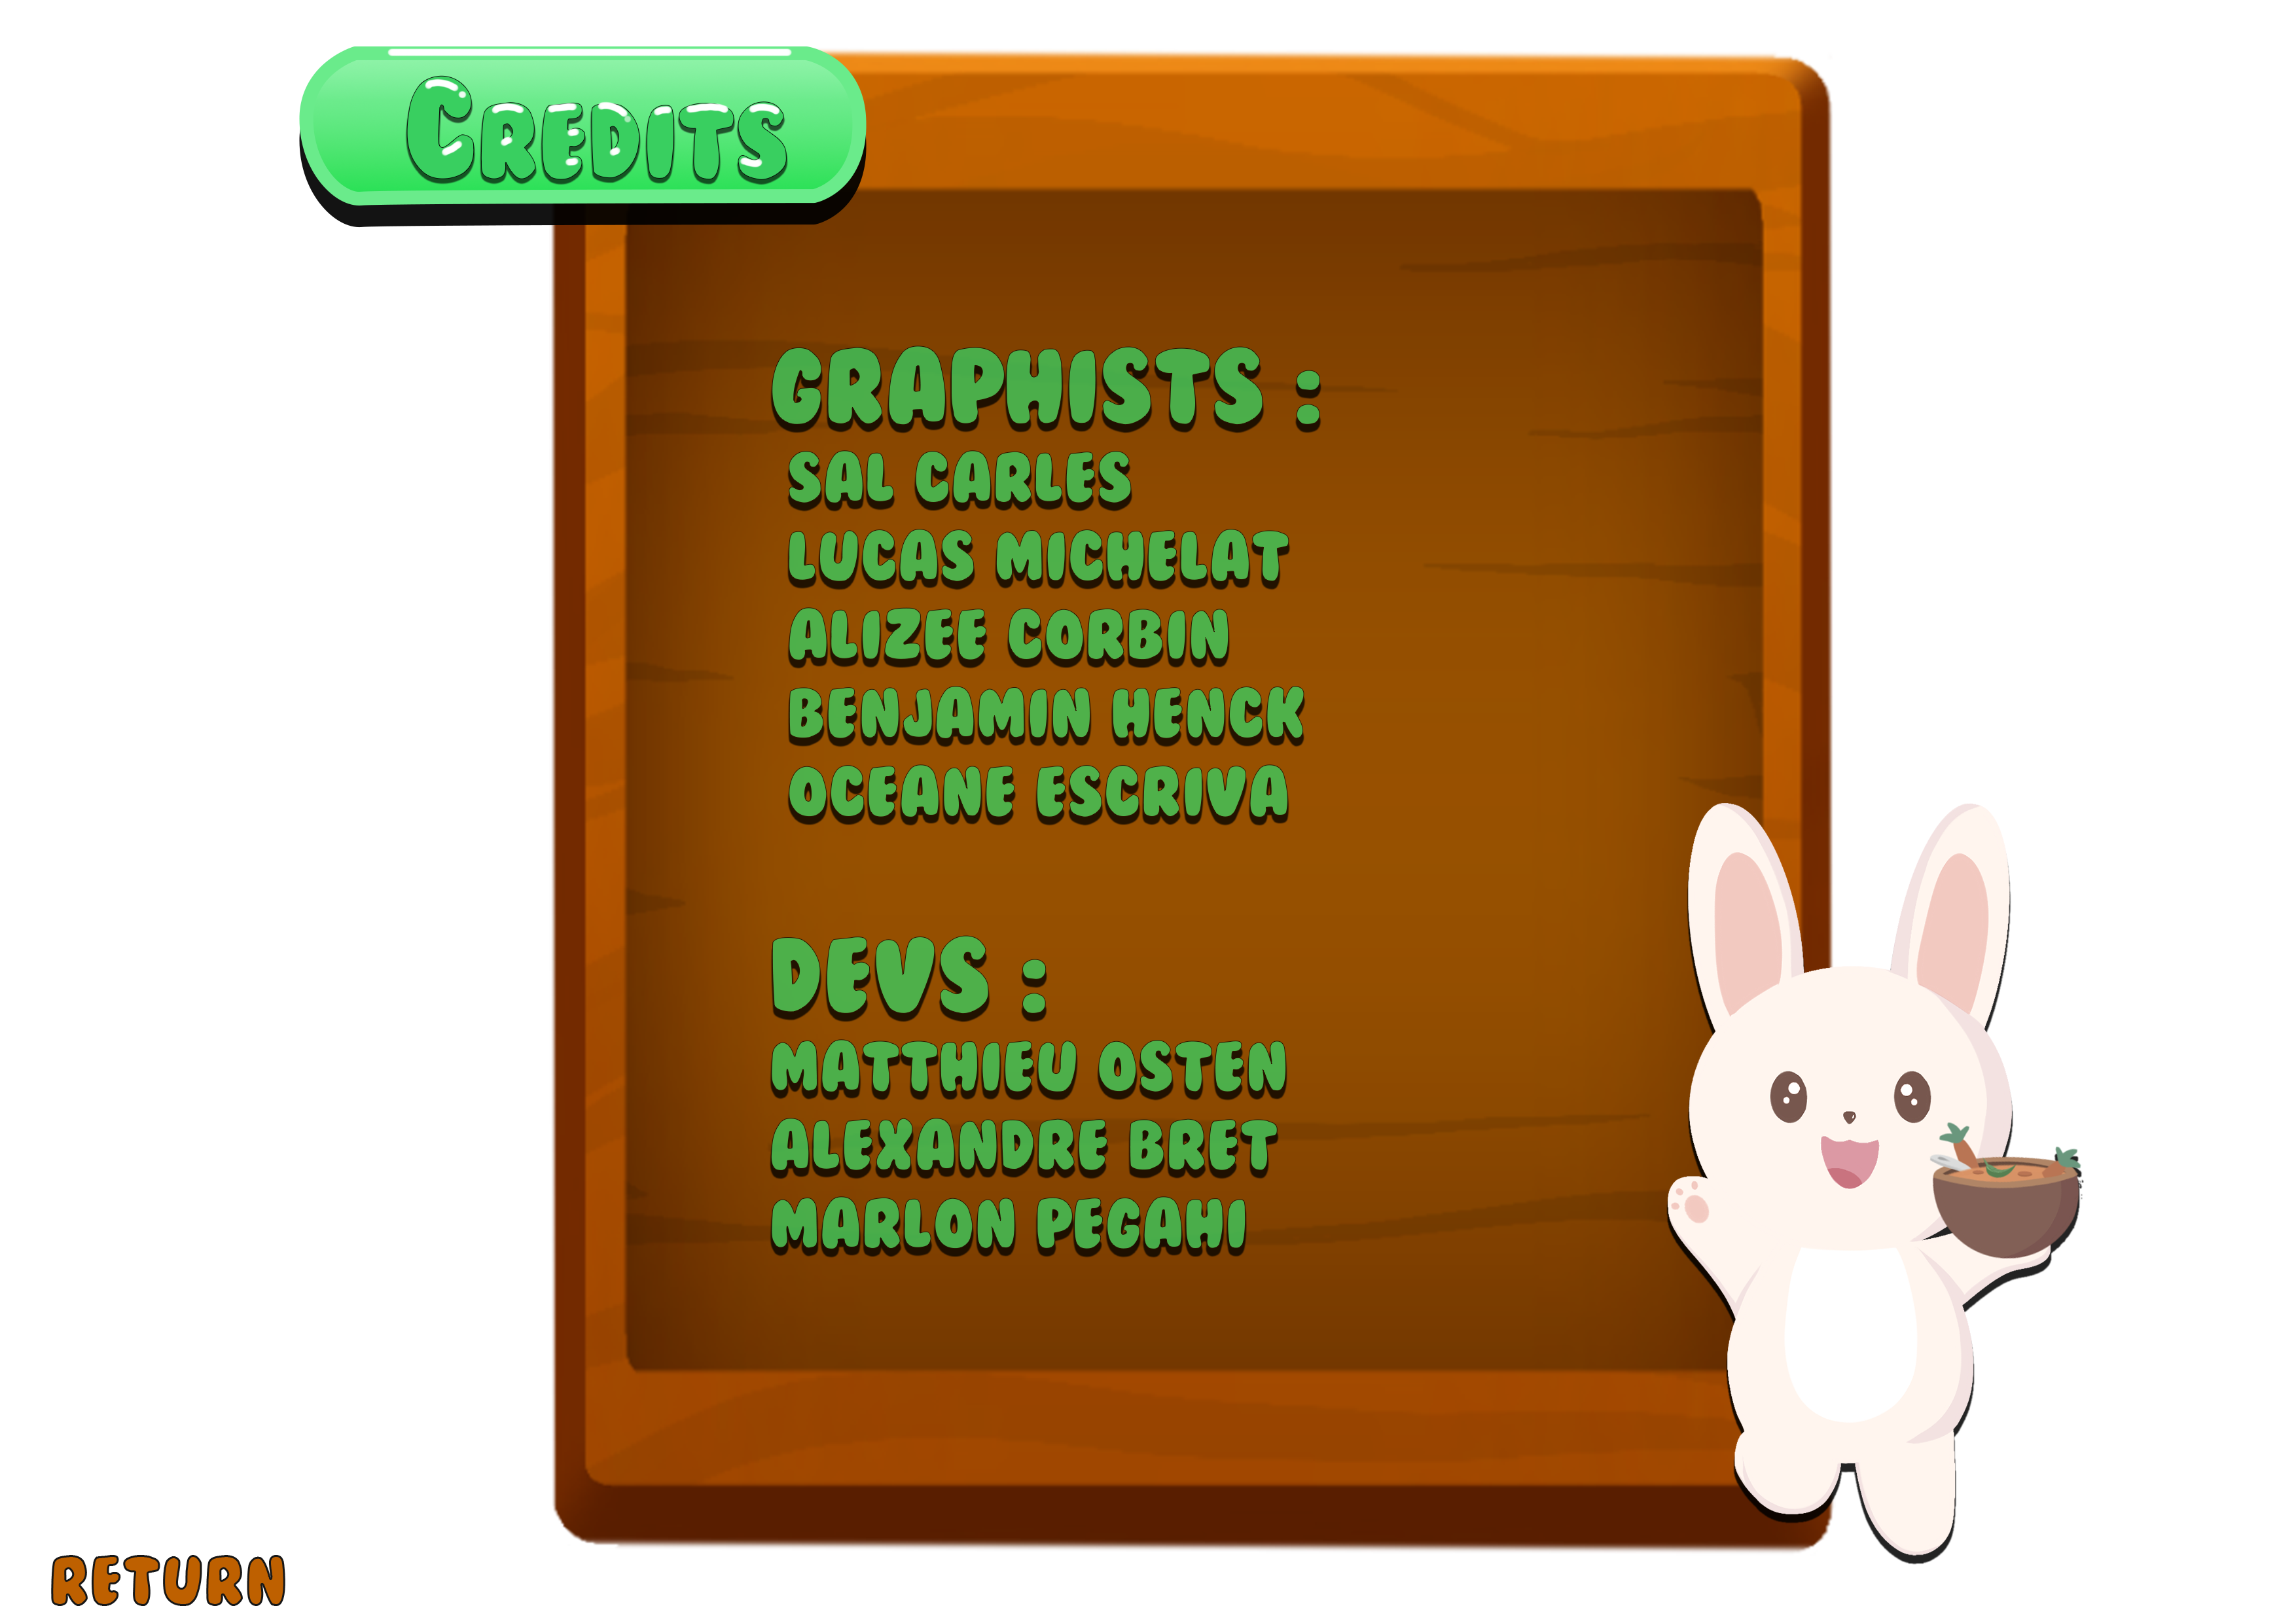 CREDITS
GRAPHISTS :
SAL CARLES
LUCAS MICHELAT
ALIZEE CORBIN
BENJAMIN HENCK
OCEANE ESCRIVA
DEVS :
MATTHIEU OSTEN
ALEXANDRE BRET
MARLON PEGAHI
RETURN